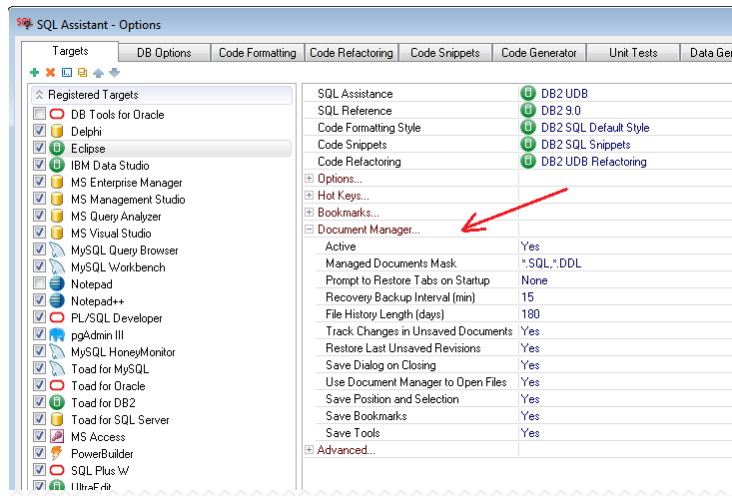 SQL Assistant - Options
Targets DB Options Code Formatting Code Refactoring Code Snippets Code Generator Unit Tests Data Ger
Registered Targets
DB Tools for Oracle
Delphi
Eclipse
IBM Data Studio
MS Enterprise Manager
MS Management Studio
MS Query Analyzer
MS Visual Studio
MySQL Query Browser
MySQL Workbench
Notepad
Notepad++
PL/SQL Developer
pgAdmin III
MySQL HoneyMonitor
Toad for MySQL
Toad for Oracle
Toad for DB2
Toad for SQL Server
MS Access
PowerBuilder
SQL Plus W
UltraEdit
SQL Assistance DB2 UDB
SQL Reference DB2 9.0
Code Formatting Style DB2 SQL Default Style
Code Snippets DB2 SQL Snippets
Code Refactoring DB2 UDB Refactoring
Options...
Hot Keys...
Bookmarks...
Document Manager...
Active Yes
Managed Documents Mask *.SQL,*.DDL
Prompt to Restore Tabs on Startup None
Recovery Backup Interval (min) 15
File History Length (days) 180
Track Changes in Unsaved Documents Yes
Restore Last Unsaved Revisions Yes
Save Dialog on Closing Yes
Use Document Manager to Open Files Yes
Save Position and Selection Yes
Save Bookmarks Yes
Save Tools Yes
Advanced...